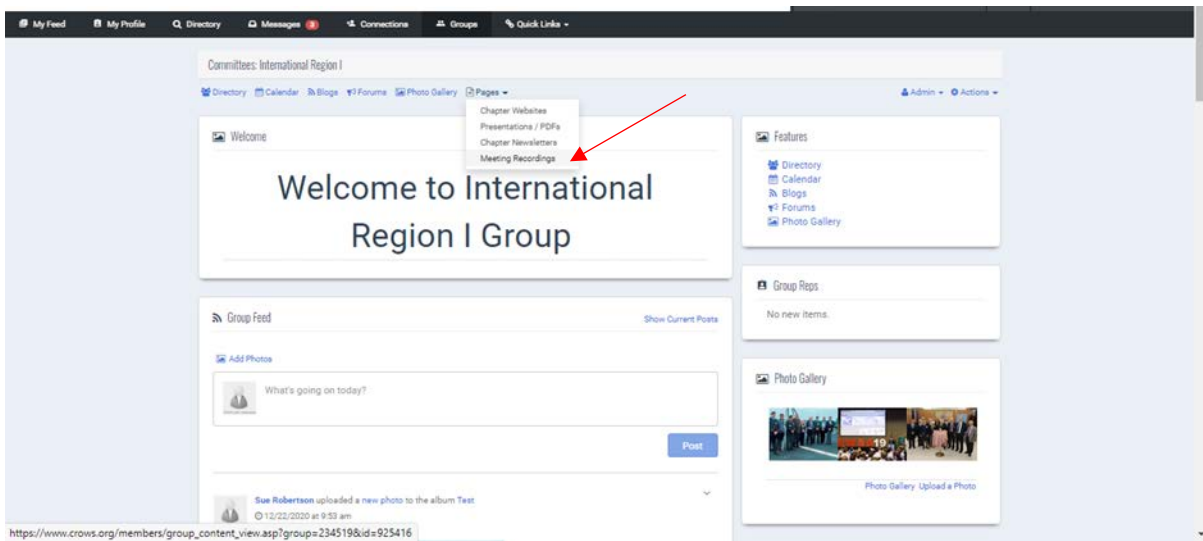 My Feed My Profile Directory Messages 3 Connections Groups Quick Links
Committees: International Region I
Directory Calendar Blogs Forums Photo Gallery Pages Admin Actions
Chapter Websites
Presentations / PDFs
Chapter Newsletters
Meeting Recordings
Welcome
Welcome to International
Region I Group
Group Feed Show Current Posts
Add Photos
What's going on today?
Post
Sue Robertson uploaded a new photo to the album Test
12/22/2020 at 9:53 am
Features
Directory
Calendar
Blogs
Forums
Photo Gallery
Group Reps
No new items.
Photo Gallery
19
Photo Gallery Upload a Photo
https://www.crows.org/members/group_content_view.asp?group=234519&id=925416